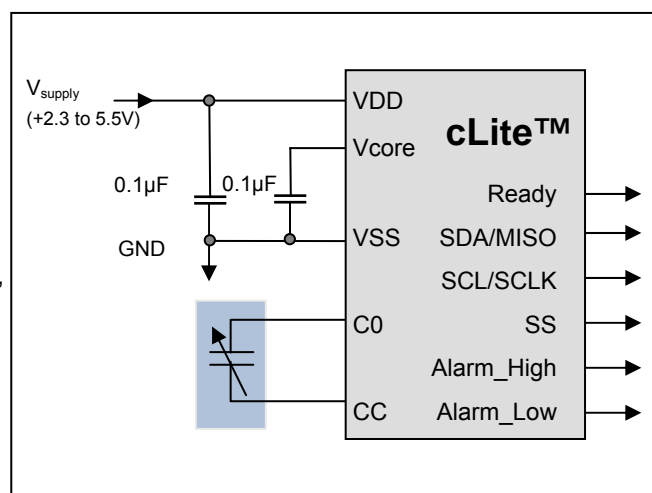 V_supply
(+2.3 to 5.5V)
VDD
cLite™
Vcore
0.1µF
0.1µF
Ready
VSS
SDA/MISO
GND
SCL/SCLK
,
C0
SS
Alarm_High
CC
Alarm_Low